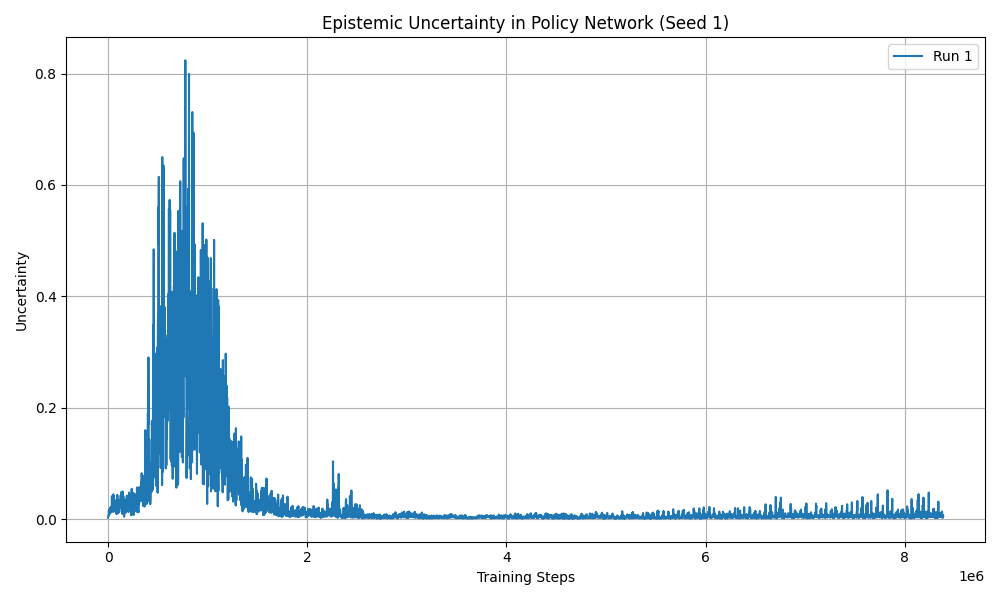 Epistemic Uncertainty in Policy Network (Seed 1)
Run 1
Uncertainty
0.8
0.6
0.4
0.2
0.0
0 2 4 6 8
1e6
Training Steps